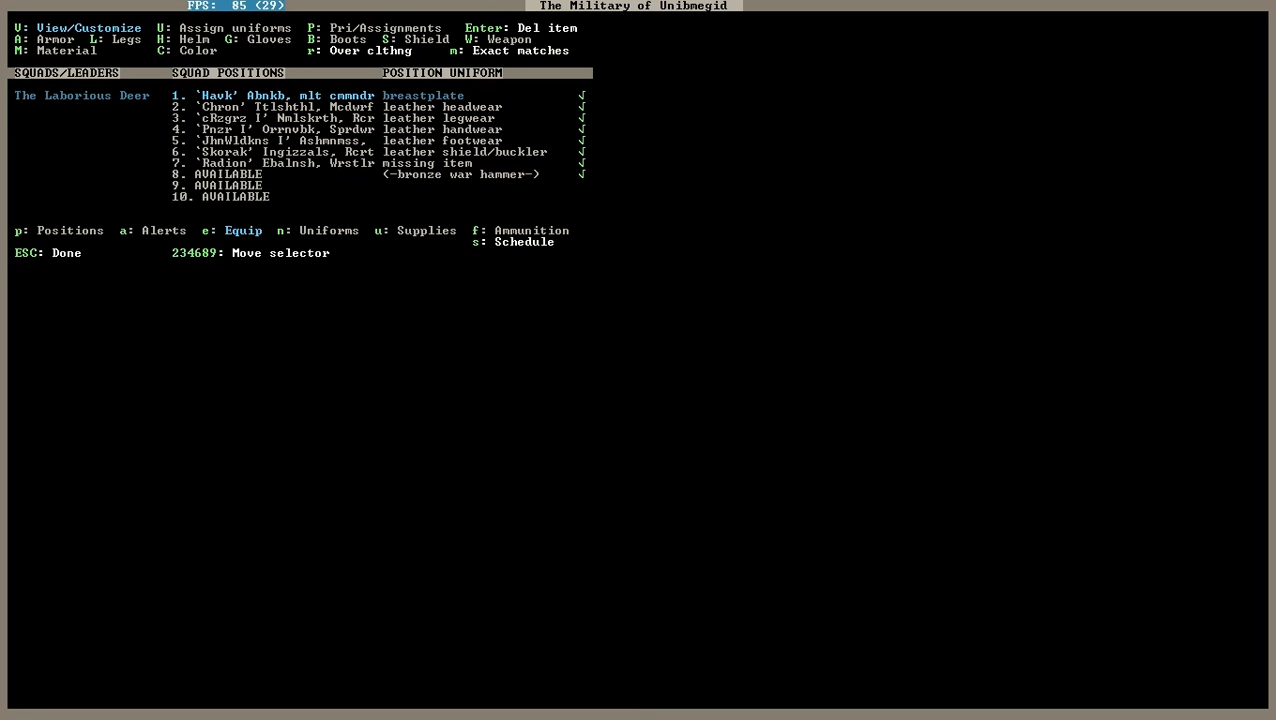 FPS: 85 (29) The Military of Unibmegid
V: View/Customize U: Assign uniforms P: Pri/Assignments Enter: Del item
A: Armor L: Legs H: Helm G: Gloves B: Boots S: Shield W: Weapon
M: Material C: Color r: Over clthng m: Exact matches
SQUADS/LEADERS SQUAD POSITIONS POSITION UNIFORM
The Laborious Deer 1. `Havk' Abnkb, mlt cmmndr breastplate √
2. `Chron' Ttlshthl, Mcdwrf leather headwear √
3. `cRzgrz I' Nmlskrth, Rcr leather legwear √
4. `Pnzr I' Orrnvbk, Sprdwr leather handwear √
5. `JhnWldkns I' Ashmnmss, leather footwear √
6. `Skorak' Ingizzals, Rcrt leather shield/buckler √
7. `Radion' Ebalnsh, Wrstlr missing item √
8. AVAILABLE (-bronze war hammer-) √
9. AVAILABLE
10. AVAILABLE
p: Positions a: Alerts e: Equip n: Uniforms u: Supplies f: Ammunition
s: Schedule
ESC: Done 234689: Move selector